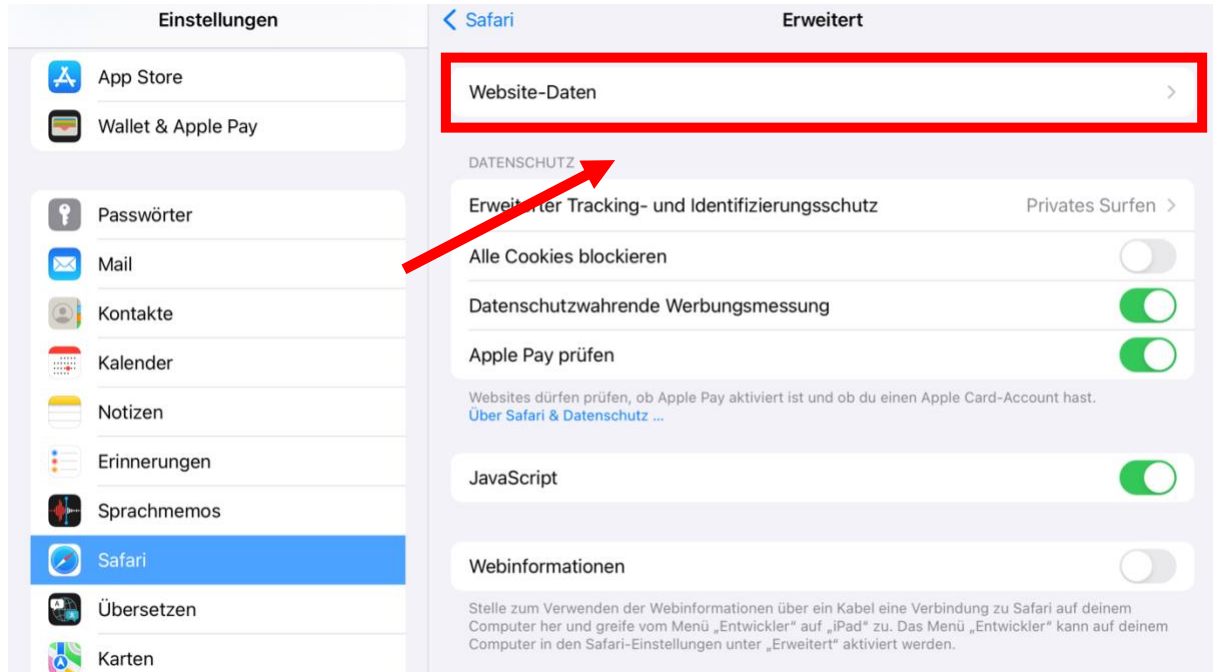 Einstellungen
App Store
Wallet & Apple Pay
Passwörter
Mail
Kontakte
Kalender
Notizen
Erinnerungen
Sprachmemos
Safari
Übersetzen
Karten
Safari
Erweitert
Website-Daten
DATENSCHUTZ
Erweiterter Tracking- und Identifizierungsschutz
Privates Surfen
Alle Cookies blockieren
Datenschutzwahrende Werbungsmessung
Apple Pay prüfen
Websites dürfen prüfen, ob Apple Pay aktiviert ist und ob du einen Apple Card-Account hast.
Über Safari & Datenschutz ...
JavaScript
Webinformationen
Stelle zum Verwenden der Webinformationen über ein Kabel eine Verbindung zu Safari auf deinem
Computer her und greife vom Menü „Entwickler“ auf „iPad“ zu. Das Menü „Entwickler“ kann auf deinem
Computer in den Safari-Einstellungen unter „Erweitert“ aktiviert werden.